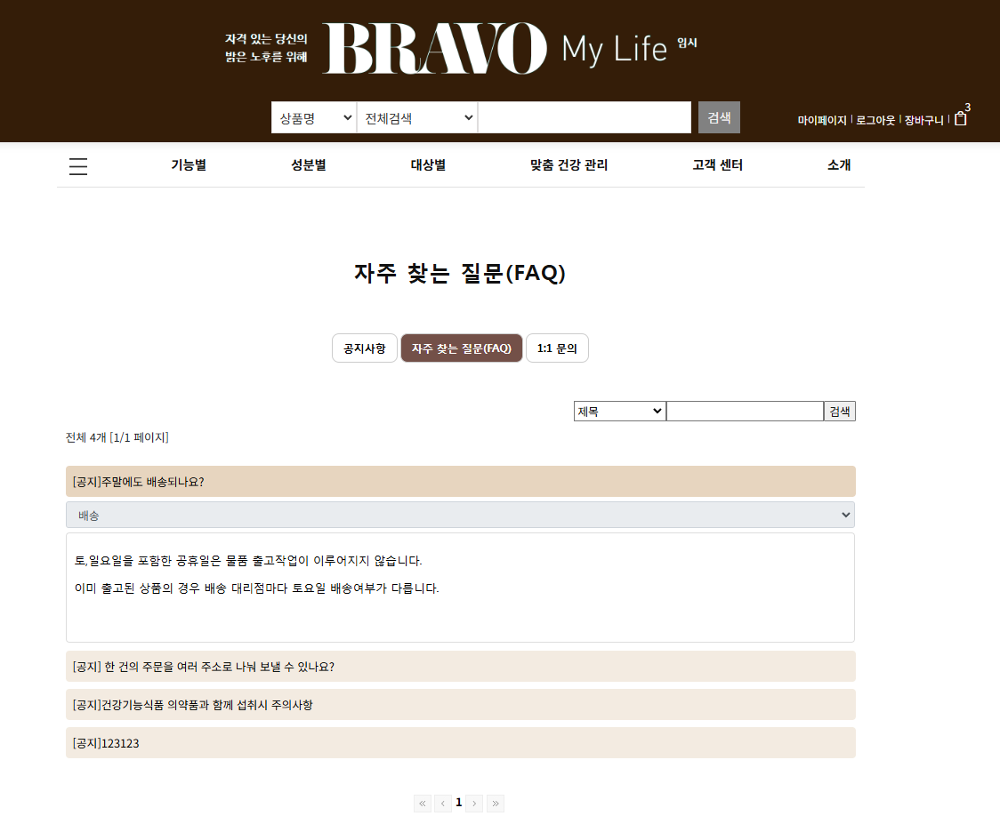 자격 있는 당신의
밝은 노후를 위해
BRAVO My Life 임시
상품명 전체검색 검색
마이페이지 | 로그아웃 | 장바구니 | 3
기능별 성분별 대상별 맞춤 건강 관리 고객 센터 소개
자주 찾는 질문(FAQ)
공지사항 자주 찾는 질문(FAQ) 1:1 문의
제목 검색
전체 4개 [1/1 페이지]
[공지]주말에도 배송되나요?
배송
토,일요일을 포함한 공휴일은 물품 출고작업이 이루어지지 않습니다.
이미 출고된 상품의 경우 배송 대리점마다 토요일 배송여부가 다릅니다.
[공지] 한 건의 주문을 여러 주소로 나눠 보낼 수 있나요?
[공지]건강기능식품 의약품과 함께 섭취시 주의사항
[공지]123123
« ‹ 1 › »